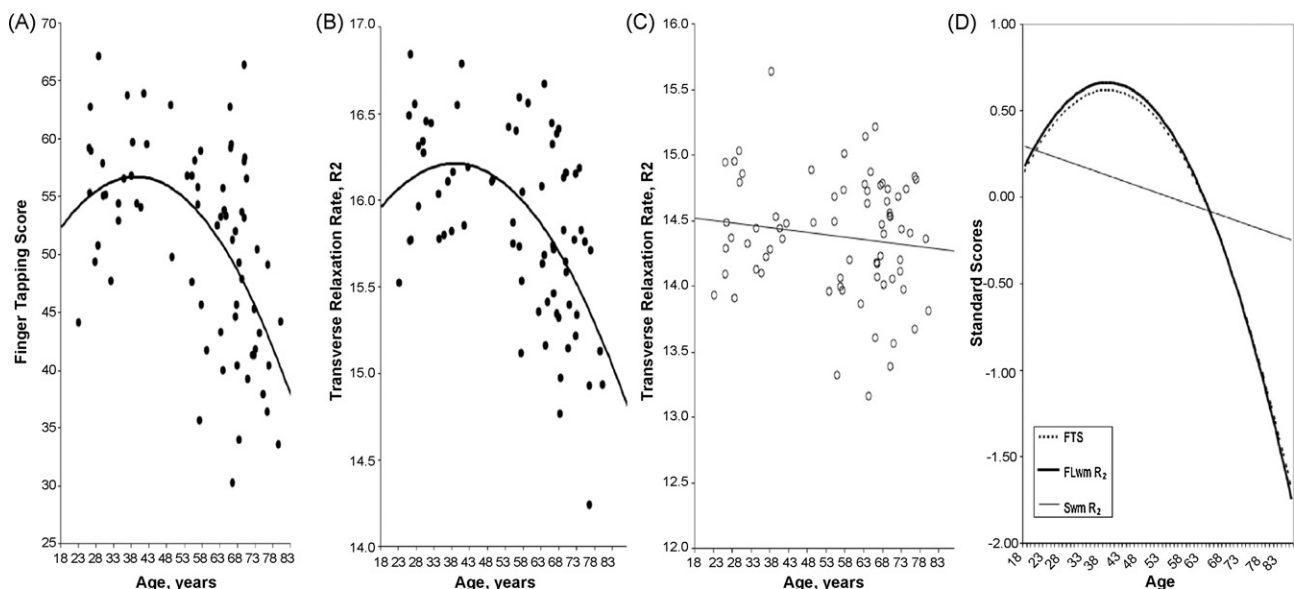 (A)
Finger Tapping Score
70
65
60
55
50
45
40
35
30
25
18 23 28 33 38 43 48 53 58 63 68 73 78 83
Age, years
(B)
Transverse Relaxation Rate, R2
17.0
16.5
16.0
15.5
15.0
14.5
14.0
18 23 28 33 38 43 48 53 58 63 68 73 78 83
Age, years
(C)
Transverse Relaxation Rate, R2
16.0
15.5
15.0
14.5
14.0
13.5
13.0
12.0
18 23 28 33 38 43 48 53 58 63 68 73 78 83
Age, years
(D)
Standard Scores
1.00
0.50
0.00
-0.50
-1.00
-1.50
-2.00
FTS
FLwm R₂
Swm R₂
18 23 28 33 38 43 48 53 58 63 68 73 78 83
Age